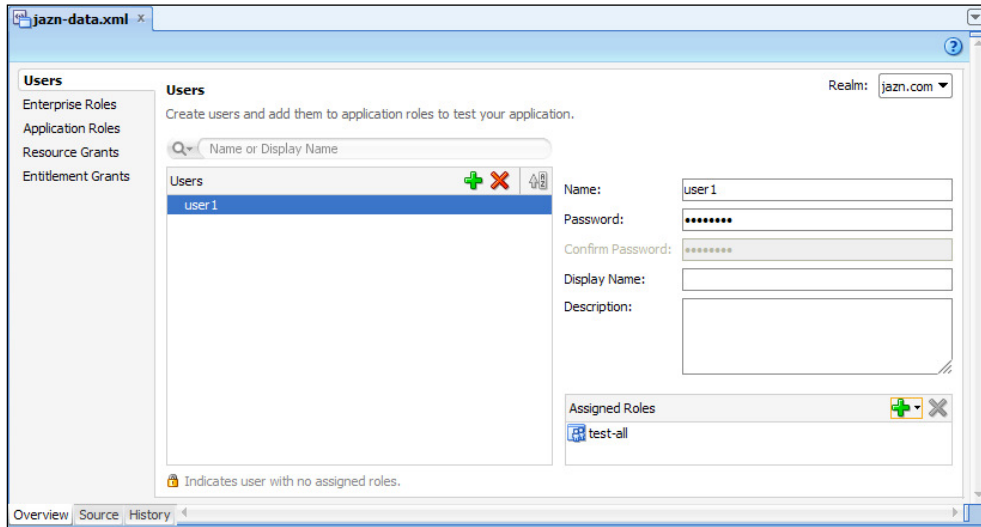 jazn-data.xml
Users
Enterprise Roles
Application Roles
Resource Grants
Entitlement Grants
Users
Realm: jazn.com
Create users and add them to application roles to test your application.
Name or Display Name
Users
user1
Name: user1
Password: ••••••••
Confirm Password: ••••••••
Display Name:
Description:
Assigned Roles
test-all
Indicates user with no assigned roles.
Overview Source History